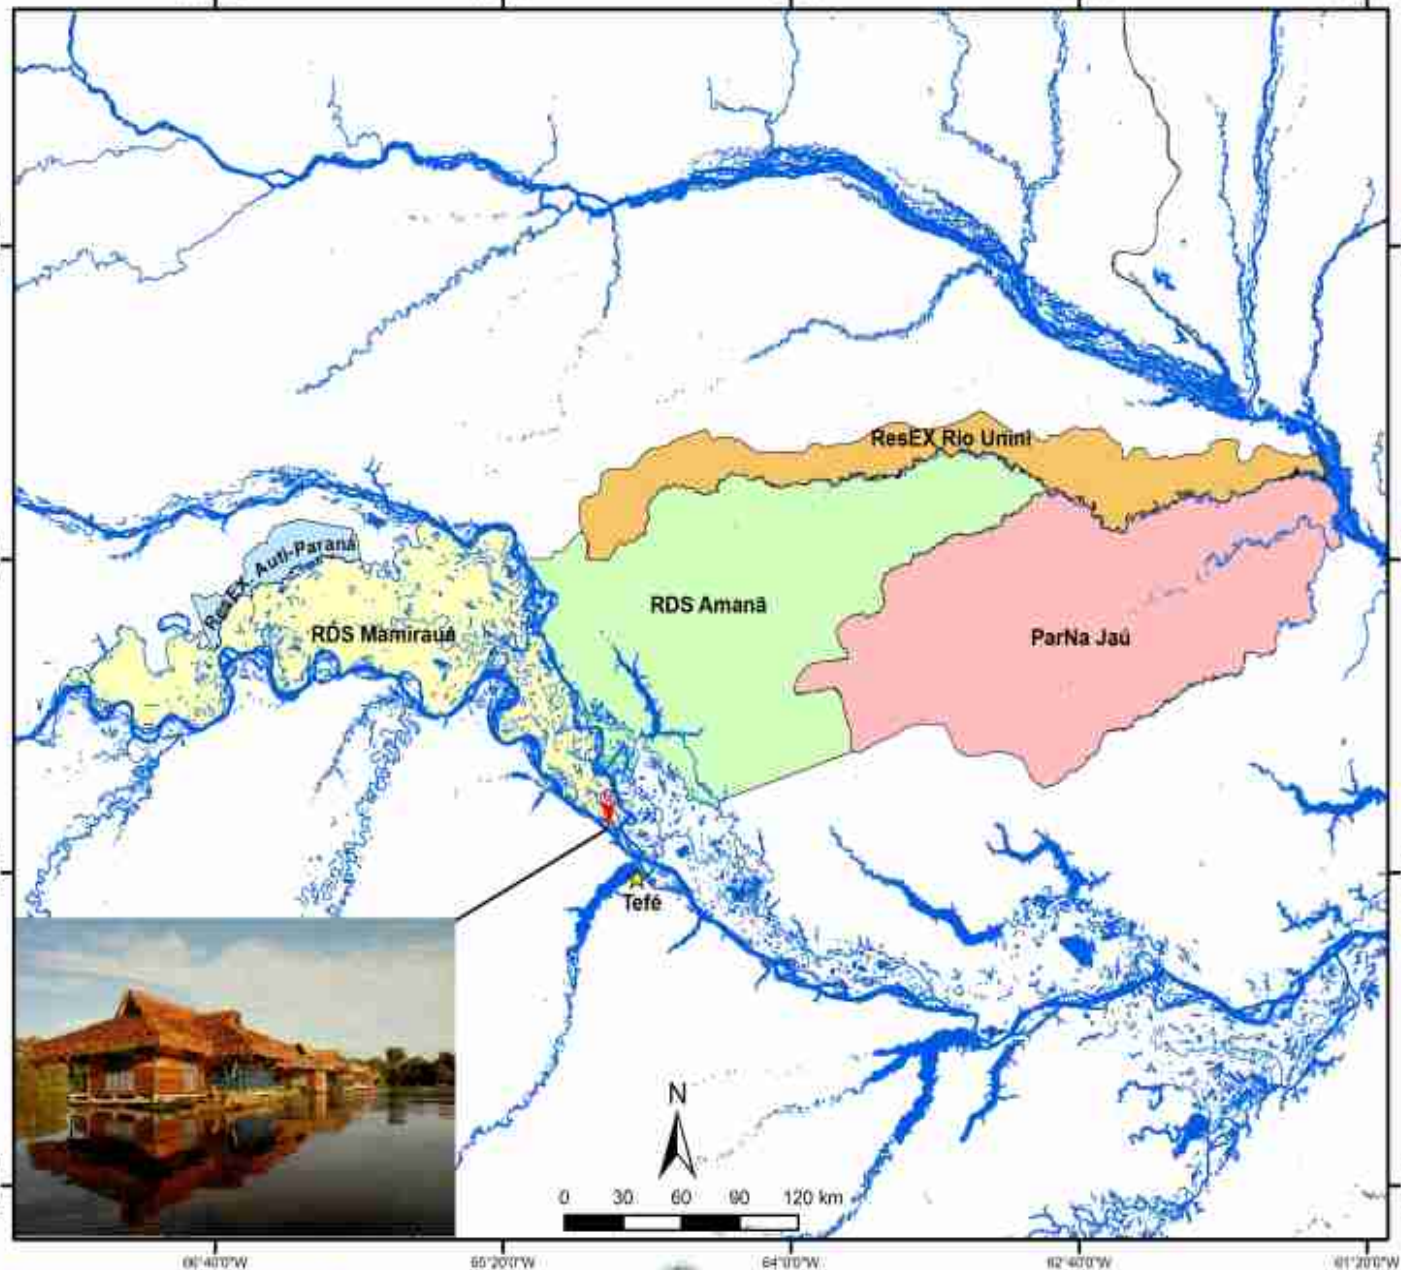 ResEX Rio Unini
ResEX Auti-Paraná
RDS Amanã
RDS Mamirauá
ParNa Jaú
Tefé
N
0 30 60 90 120 km
66°40'0"W 65°20'0"W 64°0'0"W 62°40'0"W 61°20'0"W